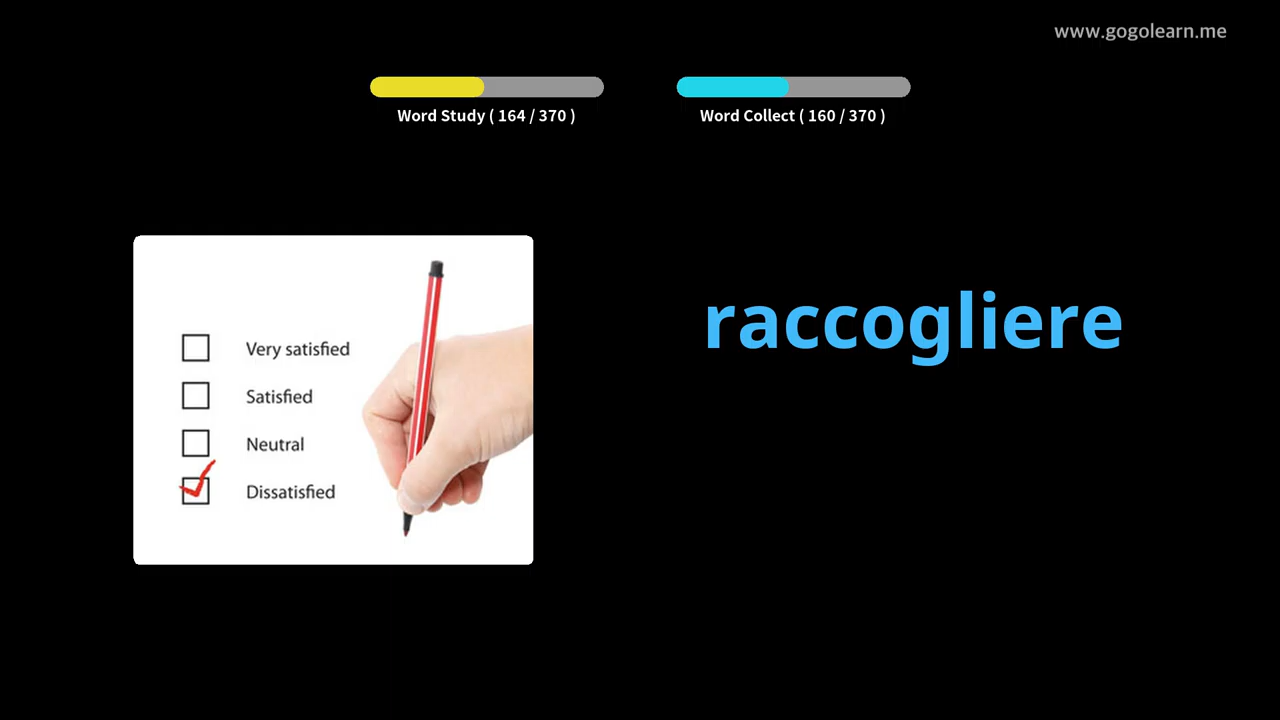 www.gogolearn.me
Word Study ( 164 / 370 )
Word Collect ( 160 / 370 )
raccogliere
Very satisfied
Satisfied
Neutral
Dissatisfied